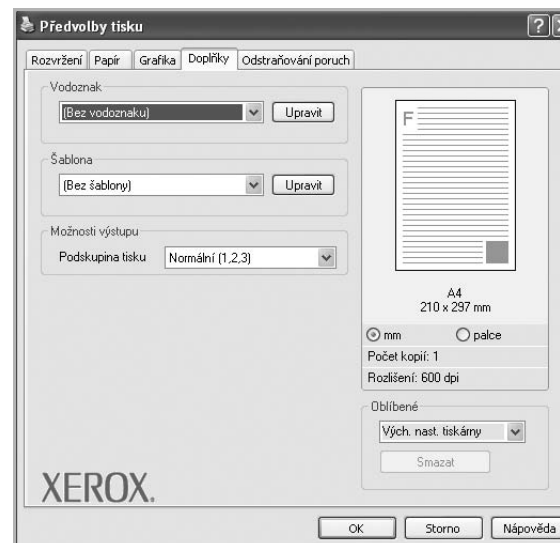 Předvolby tisku
Rozvržení Papír Grafika Doplňky Odstraňování poruch
Vodoznak
(Bez vodoznaku) Upravit
Šablona
(Bez šablony) Upravit
Možnosti výstupu
Podskupina tisku Normální (1,2,3)
F
A4
210 x 297 mm
mm palce
Počet kopií: 1
Rozlišení: 600 dpi
Oblíbené
Vých. nast. tiskárny
Smazat
XEROX.
OK Storno Nápověda